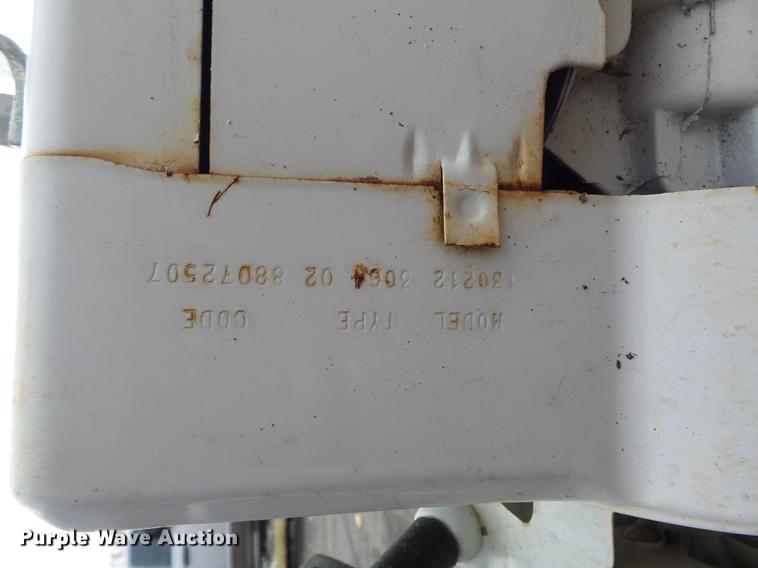 MODEL TYPE CODE
130212 3064 02 88072507
Purple Wave Auction